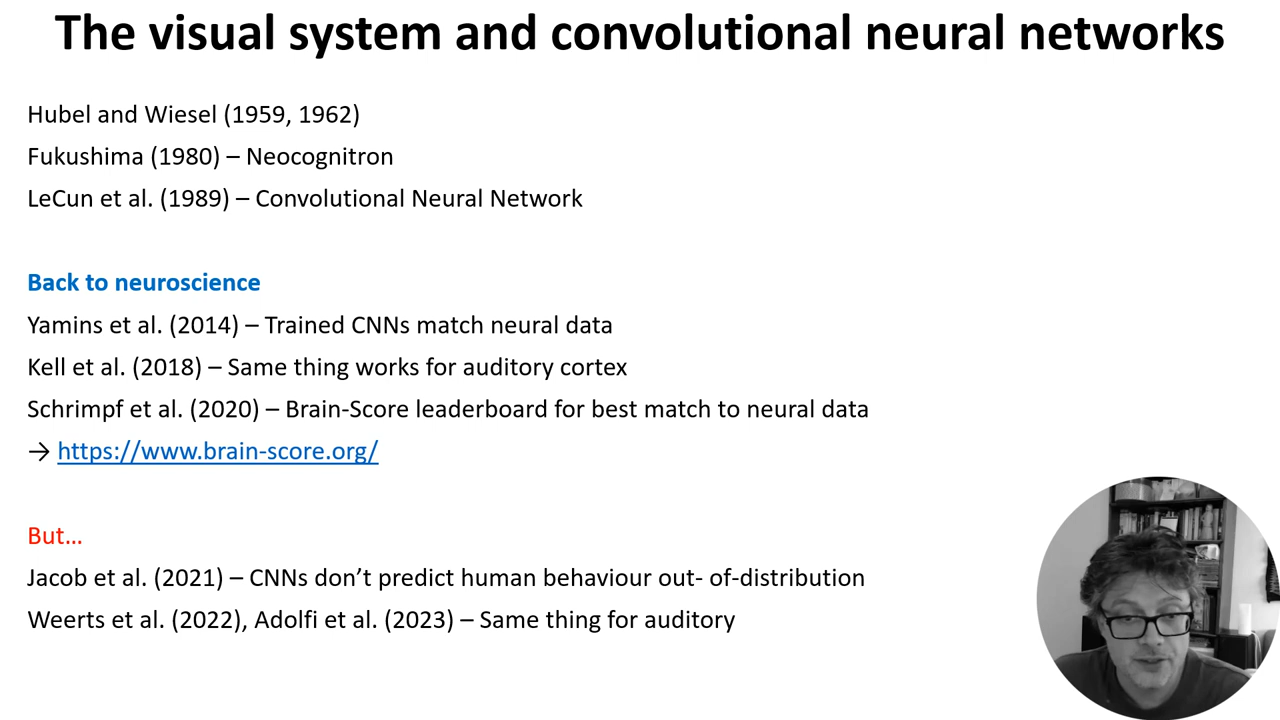 The visual system and convolutional neural networks
Hubel and Wiesel (1959, 1962)
Fukushima (1980) – Neocognitron
LeCun et al. (1989) – Convolutional Neural Network
Back to neuroscience
Yamins et al. (2014) – Trained CNNs match neural data
Kell et al. (2018) – Same thing works for auditory cortex
Schrimpf et al. (2020) – Brain-Score leaderboard for best match to neural data
→ https://www.brain-score.org/
But…
Jacob et al. (2021) – CNNs don’t predict human behaviour out- of-distribution
Weerts et al. (2022), Adolfi et al. (2023) – Same thing for auditory